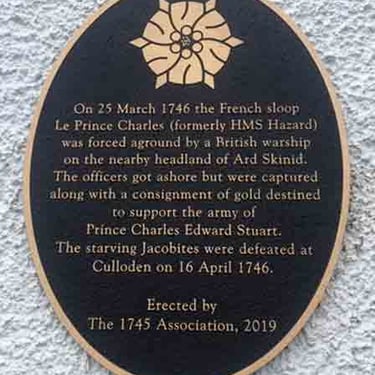 On 25 March 1746 the French sloop
Le Prince Charles (formerly HMS Hazard)
was forced aground by a British warship
on the nearby headland of Ard Skinid.
The officers got ashore but were captured
along with a consignment of gold destined
to support the army of
Prince Charles Edward Stuart.
The starving Jacobites were defeated at
Culloden on 16 April 1746.
Erected by
The 1745 Association, 2019